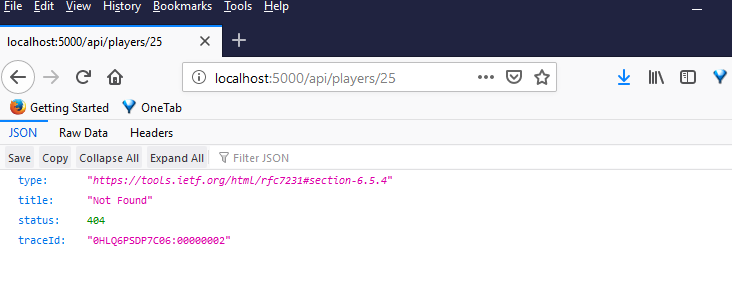 File Edit View History Bookmarks Tools Help
localhost:5000/api/players/25
localhost:5000/api/players/25
Getting Started OneTab
JSON Raw Data Headers
Save Copy Collapse All Expand All Filter JSON
type: "https://tools.ietf.org/html/rfc7231#section-6.5.4"
title: "Not Found"
status: 404
traceId: "0HLQ6PSDP7C06:00000002"